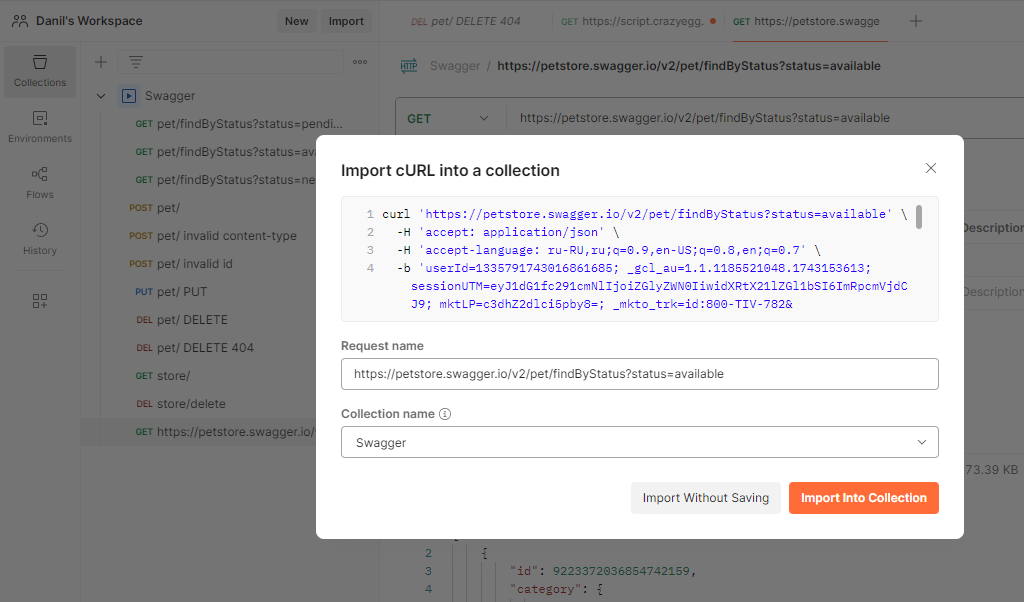 Danil's Workspace
New
Import
DEL pet/ DELETE 404
GET https://script.crazyegg.
GET https://petstore.swagge
Collections
Environments
Flows
History
HTTP Swagger / https://petstore.swagger.io/v2/pet/findByStatus?status=available
GET
https://petstore.swagger.io/v2/pet/findByStatus?status=available
Swagger
GET pet/findByStatus?status=pendi...
GET pet/findByStatus?status=ava
GET pet/findByStatus?status=ne
POST pet/
POST pet/ invalid content-type
POST pet/ invalid id
PUT pet/ PUT
DEL pet/ DELETE
DEL pet/ DELETE 404
GET store/
DEL store/delete
GET https://petstore.swagger.io/
Import cURL into a collection
1 curl 'https://petstore.swagger.io/v2/pet/findByStatus?status=available' \
2 -H 'accept: application/json' \
3 -H 'accept-language: ru-RU,ru;q=0.9,en-US;q=0.8,en;q=0.7' \
4 -b 'userId=1335791743016861685; _gcl_au=1.1.1185521048.1743153613;
sessionUTM=eyJ1dG1fc291cmNlIjoiZGlyZWN0IiwidXRtX21lZGl1bSI6ImRpcmVjdC
J9; mktLP=c3dhZ2dlci5pby8=; _mkto_trk=id:800-TIV-782&
Request name
https://petstore.swagger.io/v2/pet/findByStatus?status=available
Collection name
Swagger
Import Without Saving
Import Into Collection
Description
Description
73.39 KB
2 {
3 "id": 9223372036854742159,
4 "category": {